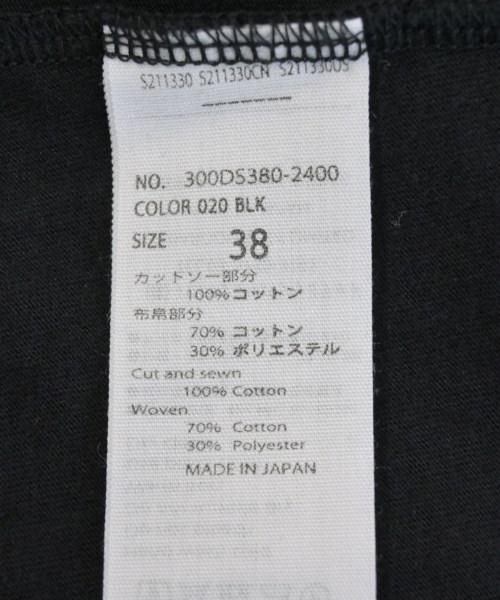 S211330 S211330CN S211330US
NO. 300DS380-2400
COLOR 020 BLK
SIZE 38
カットソー部分
100% コットン
布帛部分
70% コットン
30% ポリエステル
Cut and sewn
100% Cotton
Woven
70% Cotton
30% Polyester
MADE IN JAPAN